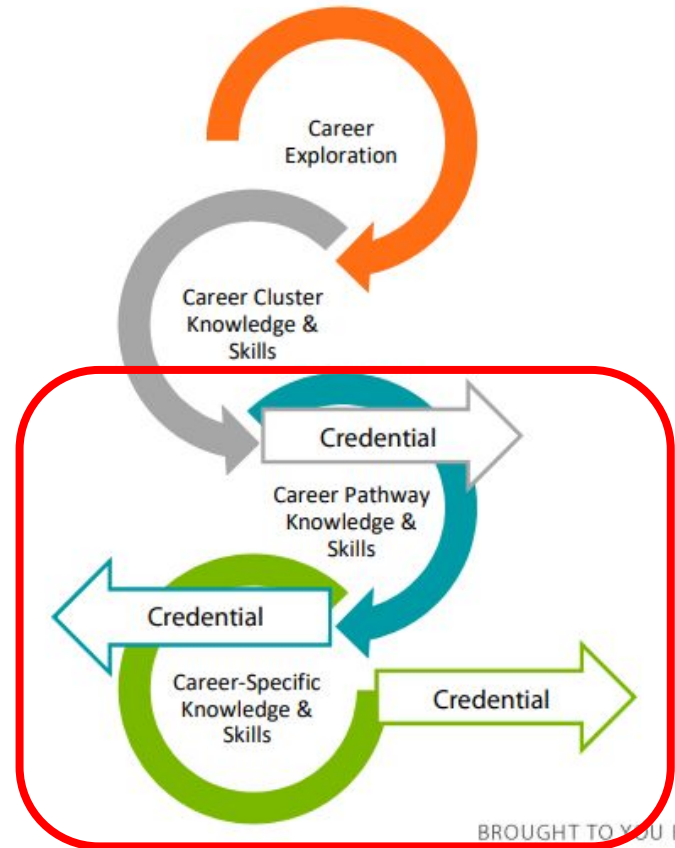 Career
Exploration
Career Cluster
Knowledge &
Skills
Credential
Career Pathway
Knowledge &
Skills
Credential
Career-Specific
Knowledge &
Skills
Credential
BROUGHT TO YOU